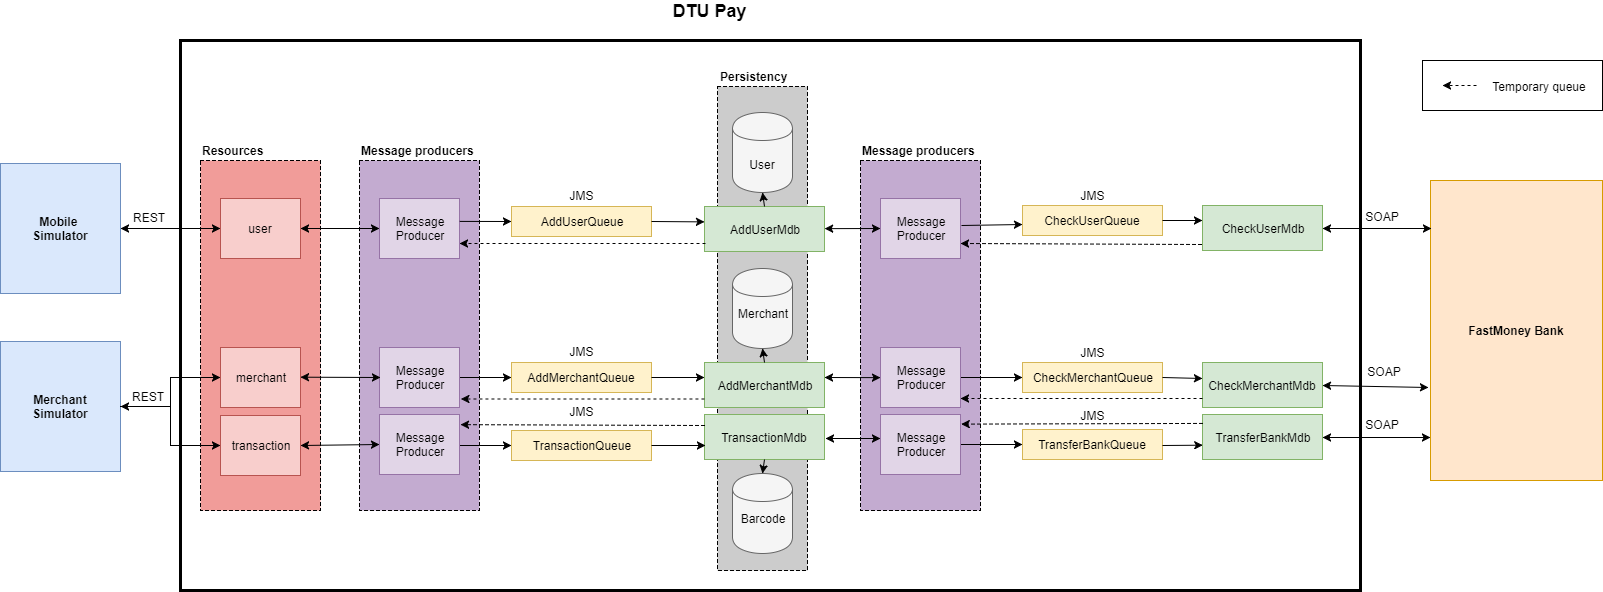 DTU Pay
Persistency
Temporary queue
User
Resources
Message producers
Message producers
Mobile
Simulator
REST
user
Message
Producer
JMS
AddUserQueue
AddUserMdb
Message
Producer
JMS
CheckUserQueue
CheckUserMdb
SOAP
FastMoney Bank
Merchant
Merchant
Simulator
REST
merchant
Message
Producer
JMS
AddMerchantQueue
AddMerchantMdb
Message
Producer
JMS
CheckMerchantQueue
CheckMerchantMdb
SOAP
transaction
Message
Producer
JMS
TransactionQueue
TransactionMdb
Message
Producer
JMS
TransferBankQueue
TransferBankMdb
SOAP
Barcode